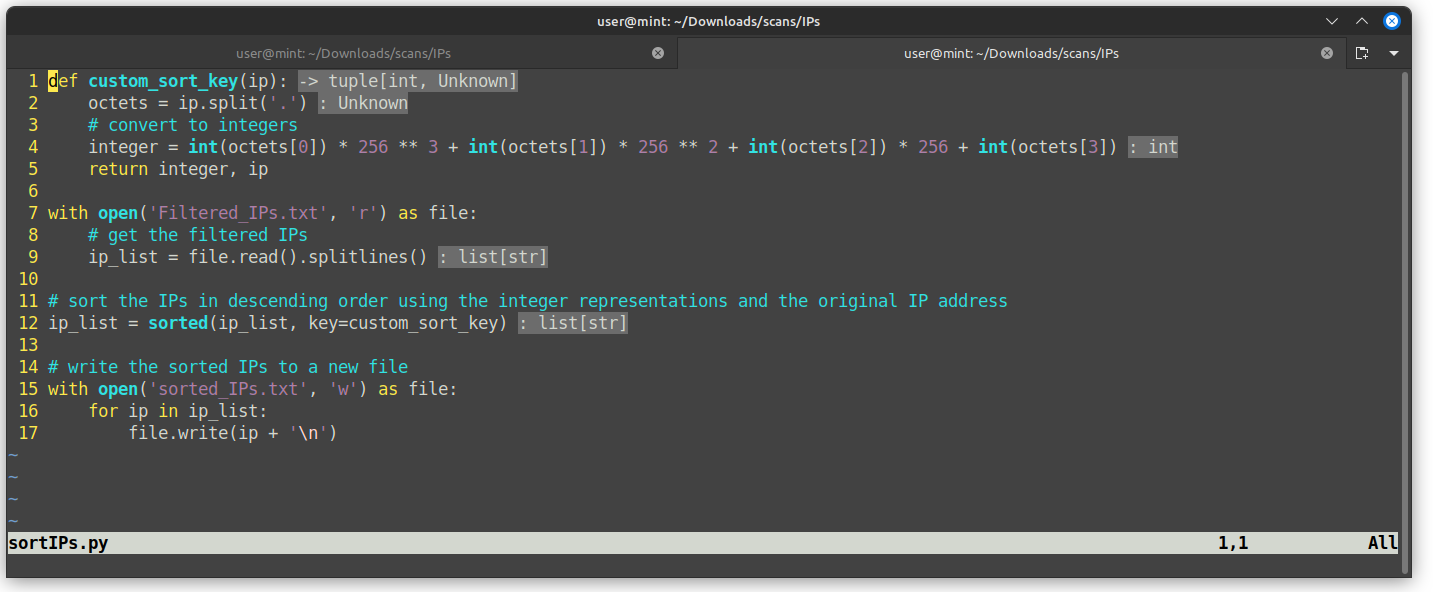 user@mint: ~/Downloads/scans/IPs
user@mint: ~/Downloads/scans/IPs
user@mint: ~/Downloads/scans/IPs
1 def custom_sort_key(ip): -> tuple[int, Unknown]
2     octets = ip.split('.') : Unknown
3     # convert to integers
4     integer = int(octets[0]) * 256 ** 3 + int(octets[1]) * 256 ** 2 + int(octets[2]) * 256 + int(octets[3]) : int
5     return integer, ip
6
7 with open('Filtered_IPs.txt', 'r') as file:
8     # get the filtered IPs
9     ip_list = file.read().splitlines() : list[str]
10
11 # sort the IPs in descending order using the integer representations and the original IP address
12 ip_list = sorted(ip_list, key=custom_sort_key) : list[str]
13
14 # write the sorted IPs to a new file
15 with open('sorted_IPs.txt', 'w') as file:
16     for ip in ip_list:
17         file.write(ip + '\n')
~
~
~
~
sortIPs.py 1,1 All